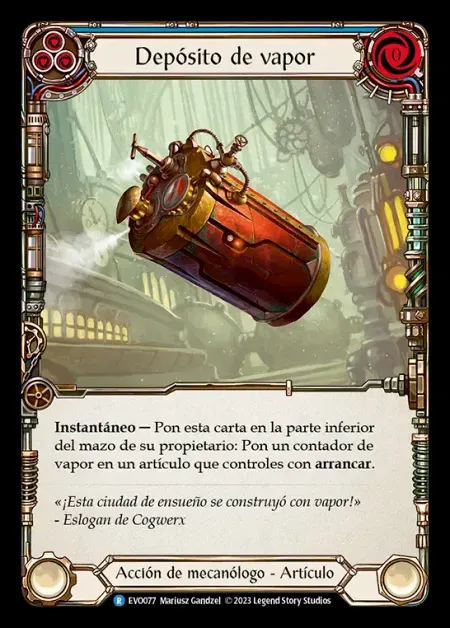 Depósito de vapor
0
Instantáneo — Pon esta carta en la parte inferior
del mazo de su propietario: Pon un contador de
vapor en un artículo que controles con arrancar.
«¡Esta ciudad de ensueño se construyó con vapor!»
- Eslogan de Cogwerx
Acción de mecanólogo - Artículo
R EVO077 Mariusz Gandzel © 2023 Legend Story Studios